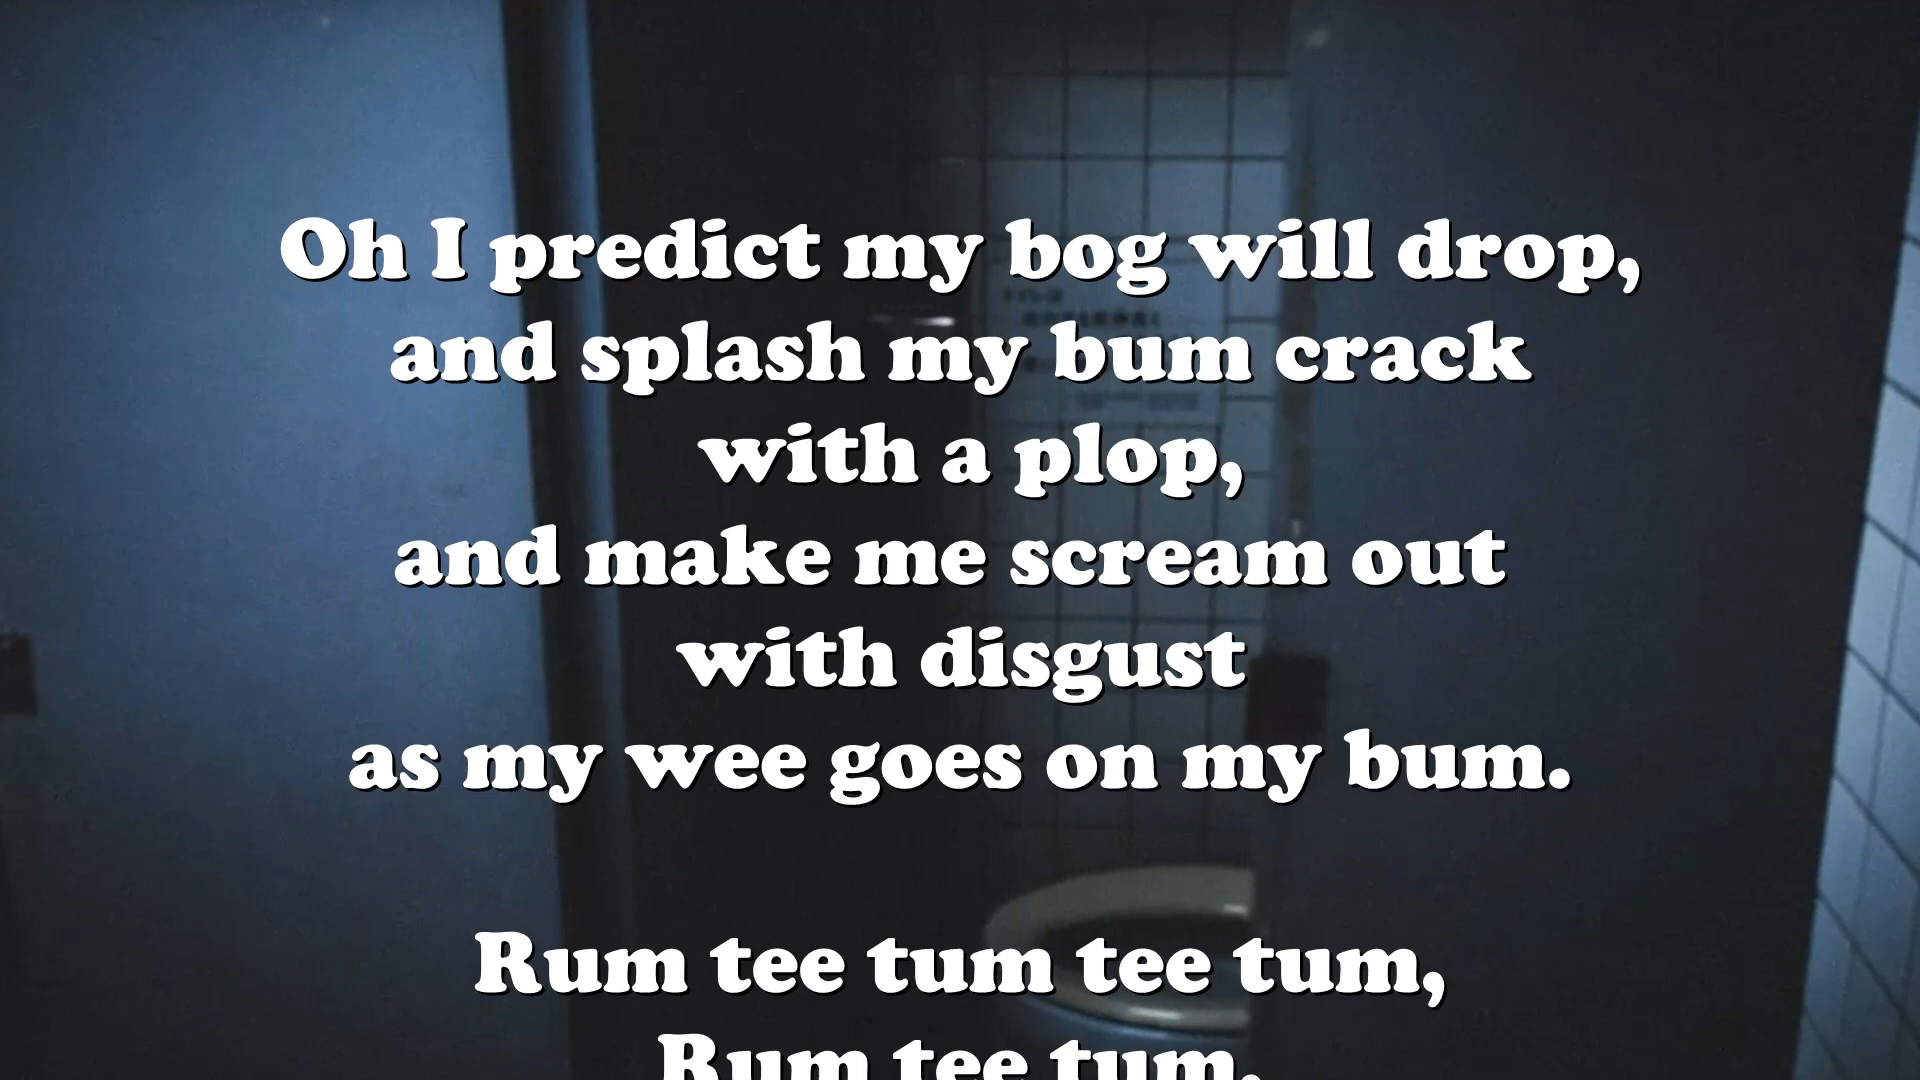 Oh I predict my bog will drop,
and splash my bum crack
with a plop,
and make me scream out
with disgust
as my wee goes on my bum.
Rum tee tum tee tum,
Rum tee tum.